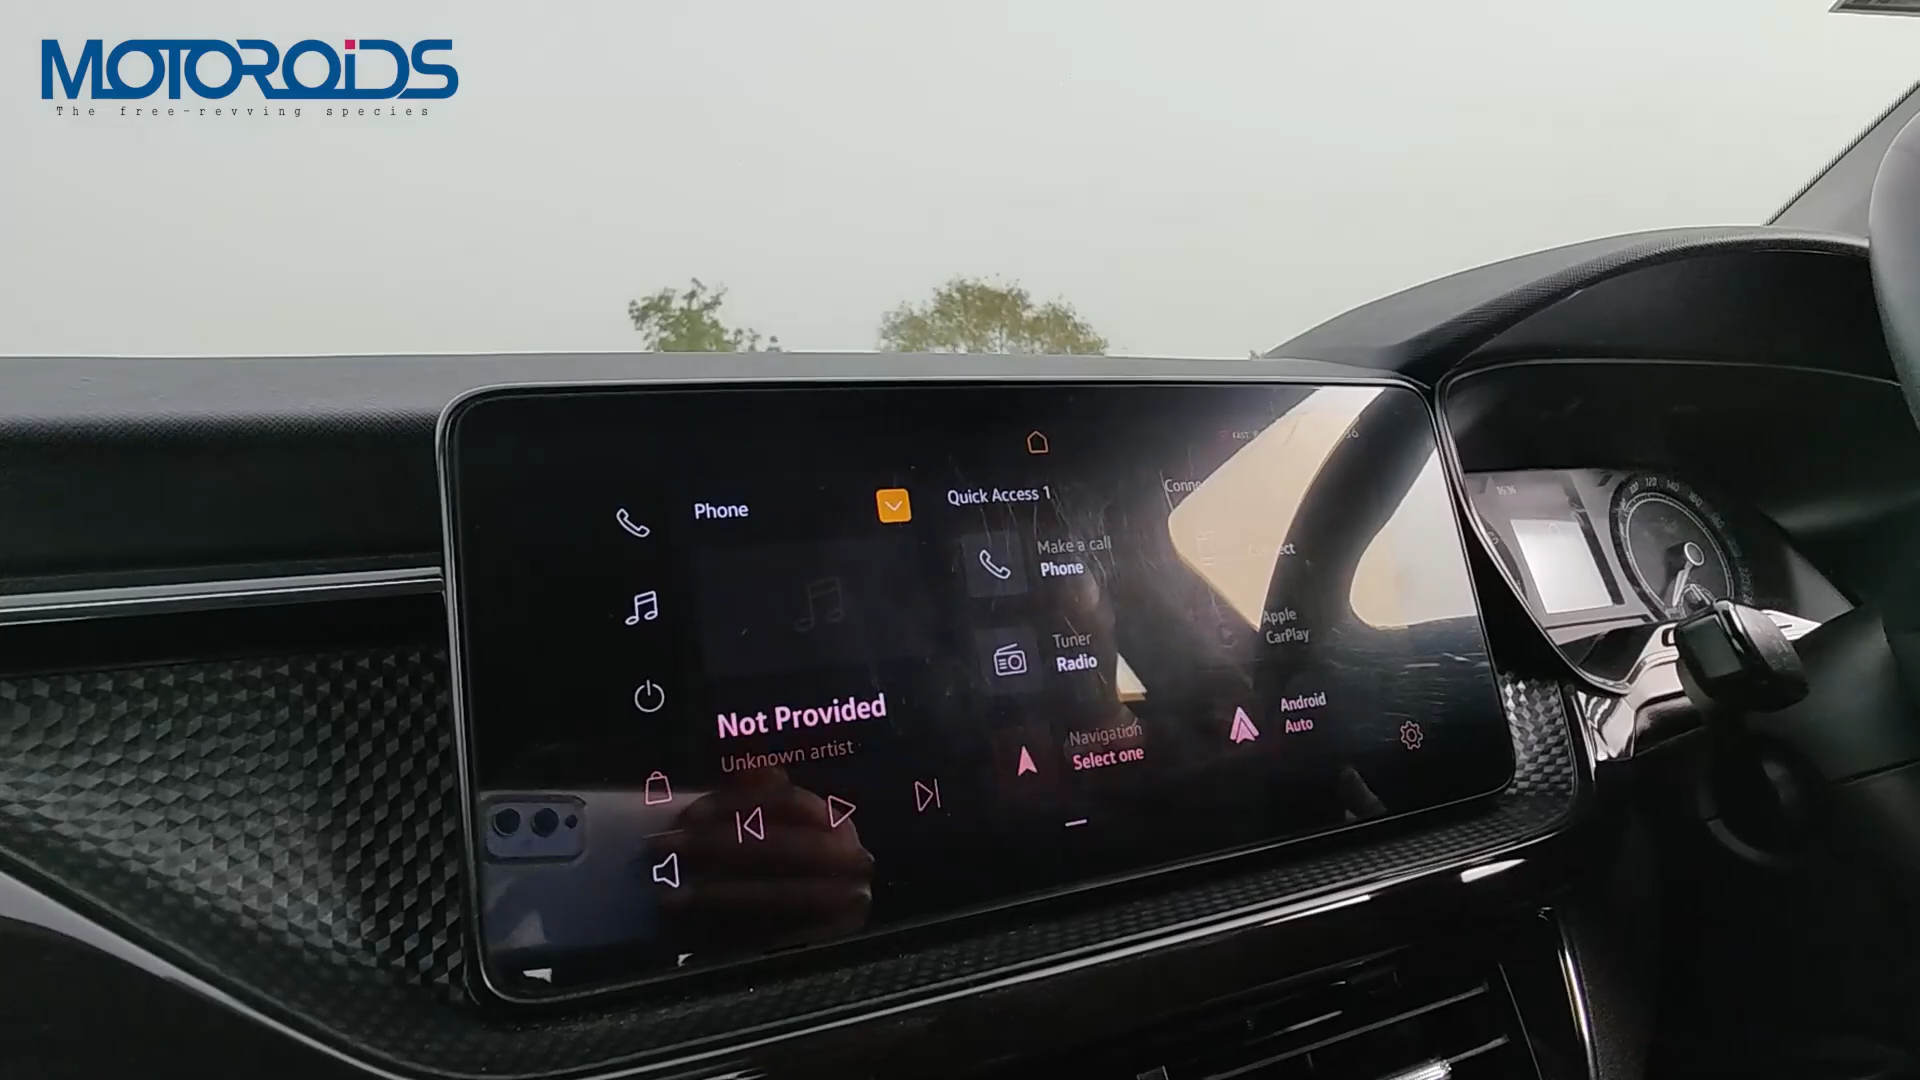 MOTOROiDS
The free-revving species
Phone
Quick Access 1
Make a call
Phone
Tuner
Radio
Apple
CarPlay
Not Provided
Unknown artist
Navigation
Select one
Android
Auto